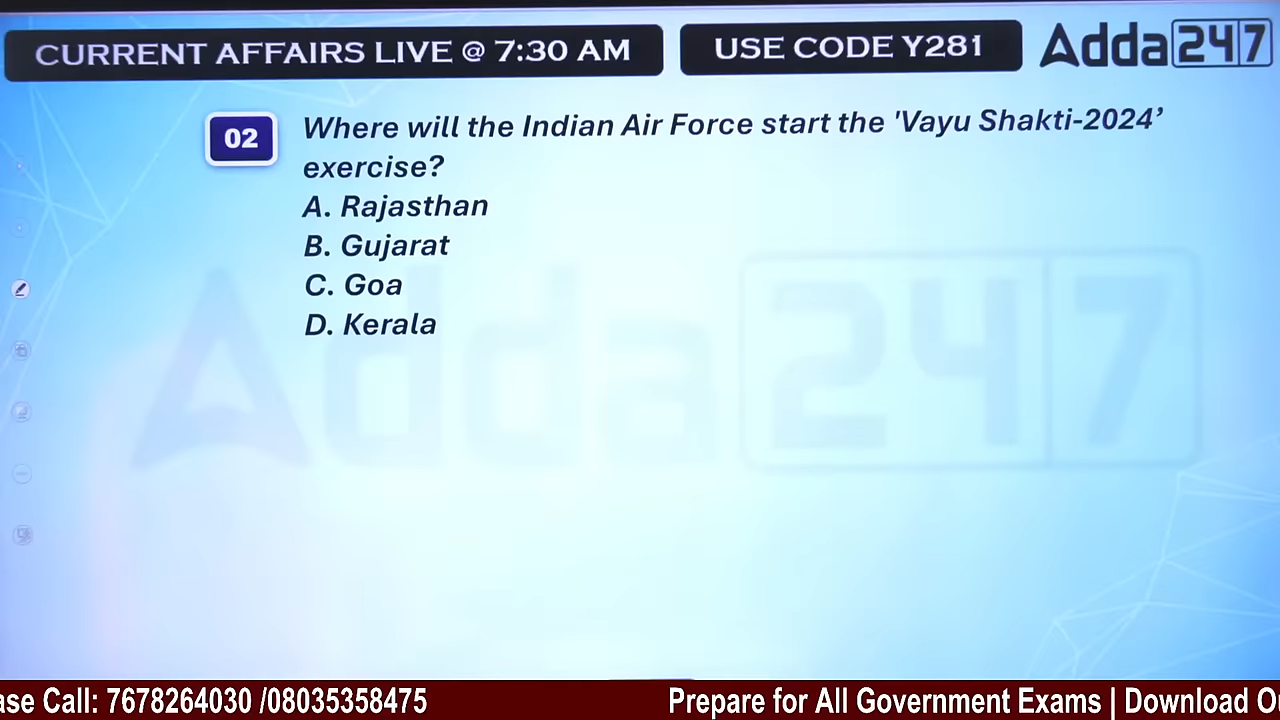 CURRENT AFFAIRS LIVE @ 7:30 AM
USE CODE Y281
Adda247
02
Where will the Indian Air Force start the 'Vayu Shakti-2024’
exercise?
A. Rajasthan
B. Gujarat
C. Goa
D. Kerala
Adda247
ase Call: 7678264030 /08035358475
Prepare for All Government Exams | Download O